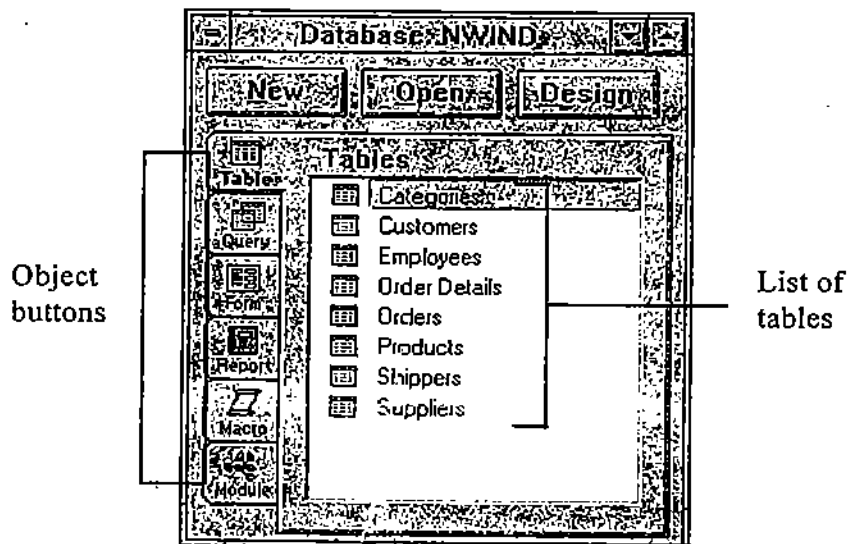 Database: NWIND
New Open Design
Tables
Categories
Customers
Employees
Order Details
Orders
Products
Shippers
Suppliers
Table
Query
Form
Report
Macro
Module
Object
buttons
List of
tables